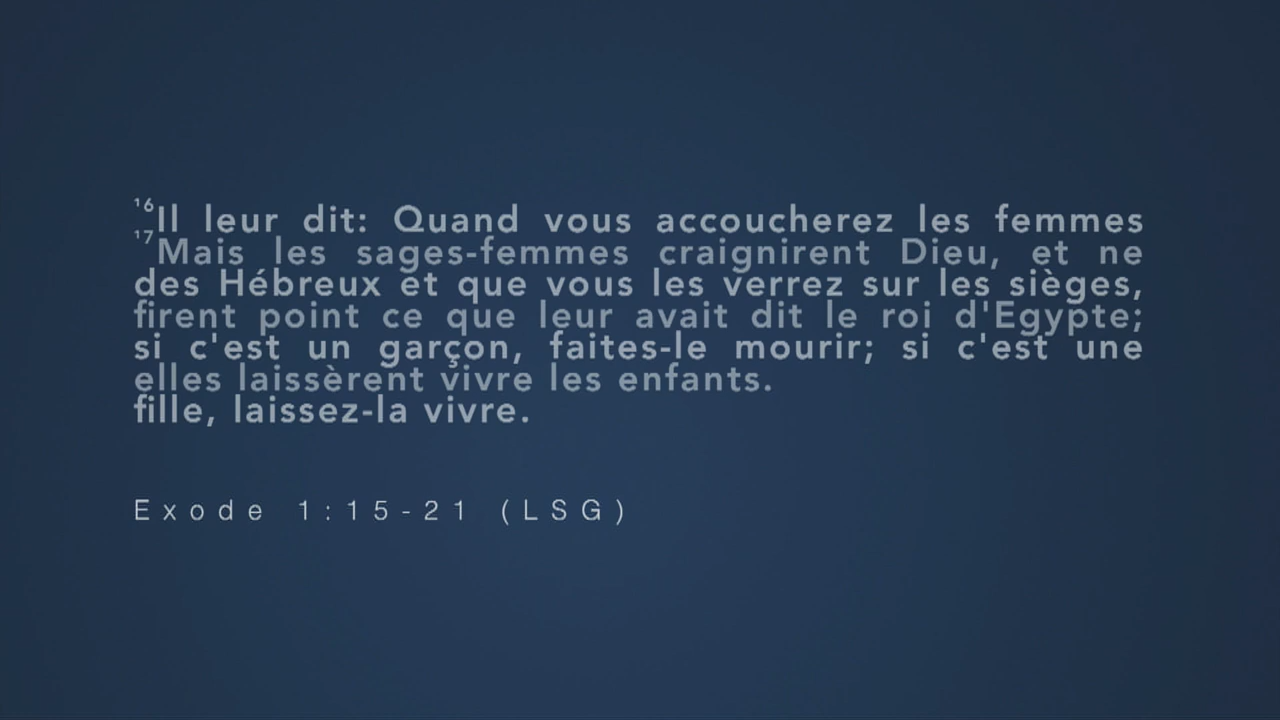 ¹⁶Il leur dit: Quand vous accoucherez les femmes
des Hébreux et que vous les verrez sur les sièges,
si c'est un garçon, faites-le mourir; si c'est une
fille, laissez-la vivre.
¹⁷Mais les sages-femmes craignirent Dieu, et ne
firent point ce que leur avait dit le roi d'Egypte;
elles laissèrent vivre les enfants.
Exode 1:15-21 (LSG)